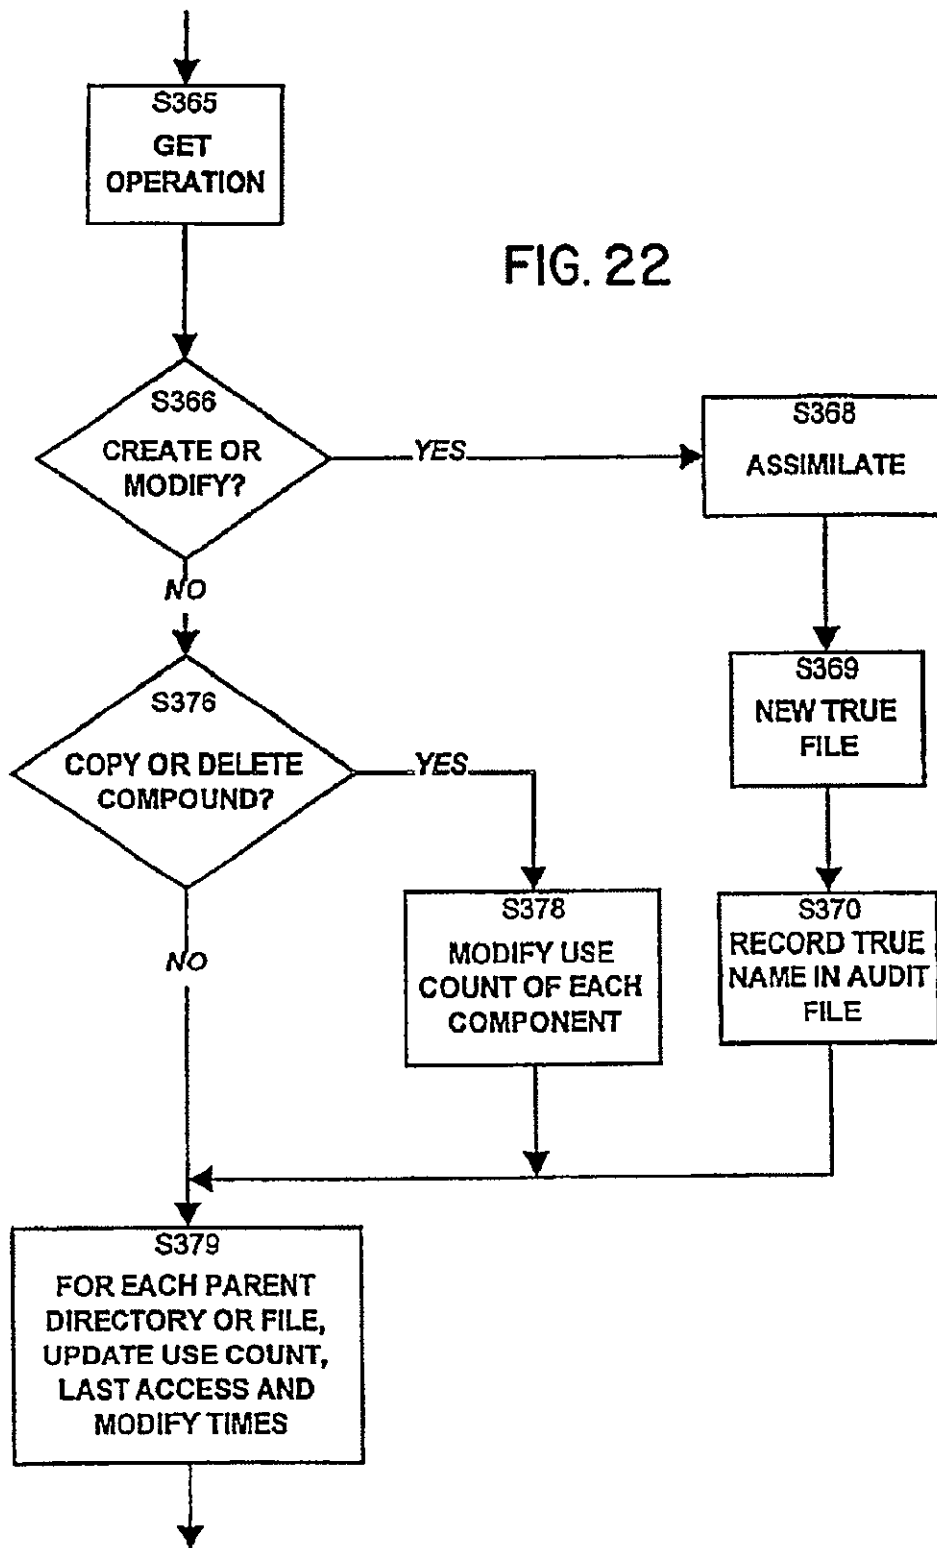 S365
GET
OPERATION
FIG. 22
S366
CREATE OR
MODIFY?
YES
S368
ASSIMILATE
NO
S369
NEW TRUE
FILE
S376
COPY OR DELETE
COMPOUND?
YES
S378
MODIFY USE
COUNT OF EACH
COMPONENT
S370
RECORD TRUE
NAME IN AUDIT
FILE
NO
S379
FOR EACH PARENT
DIRECTORY OR FILE,
UPDATE USE COUNT,
LAST ACCESS AND
MODIFY TIMES